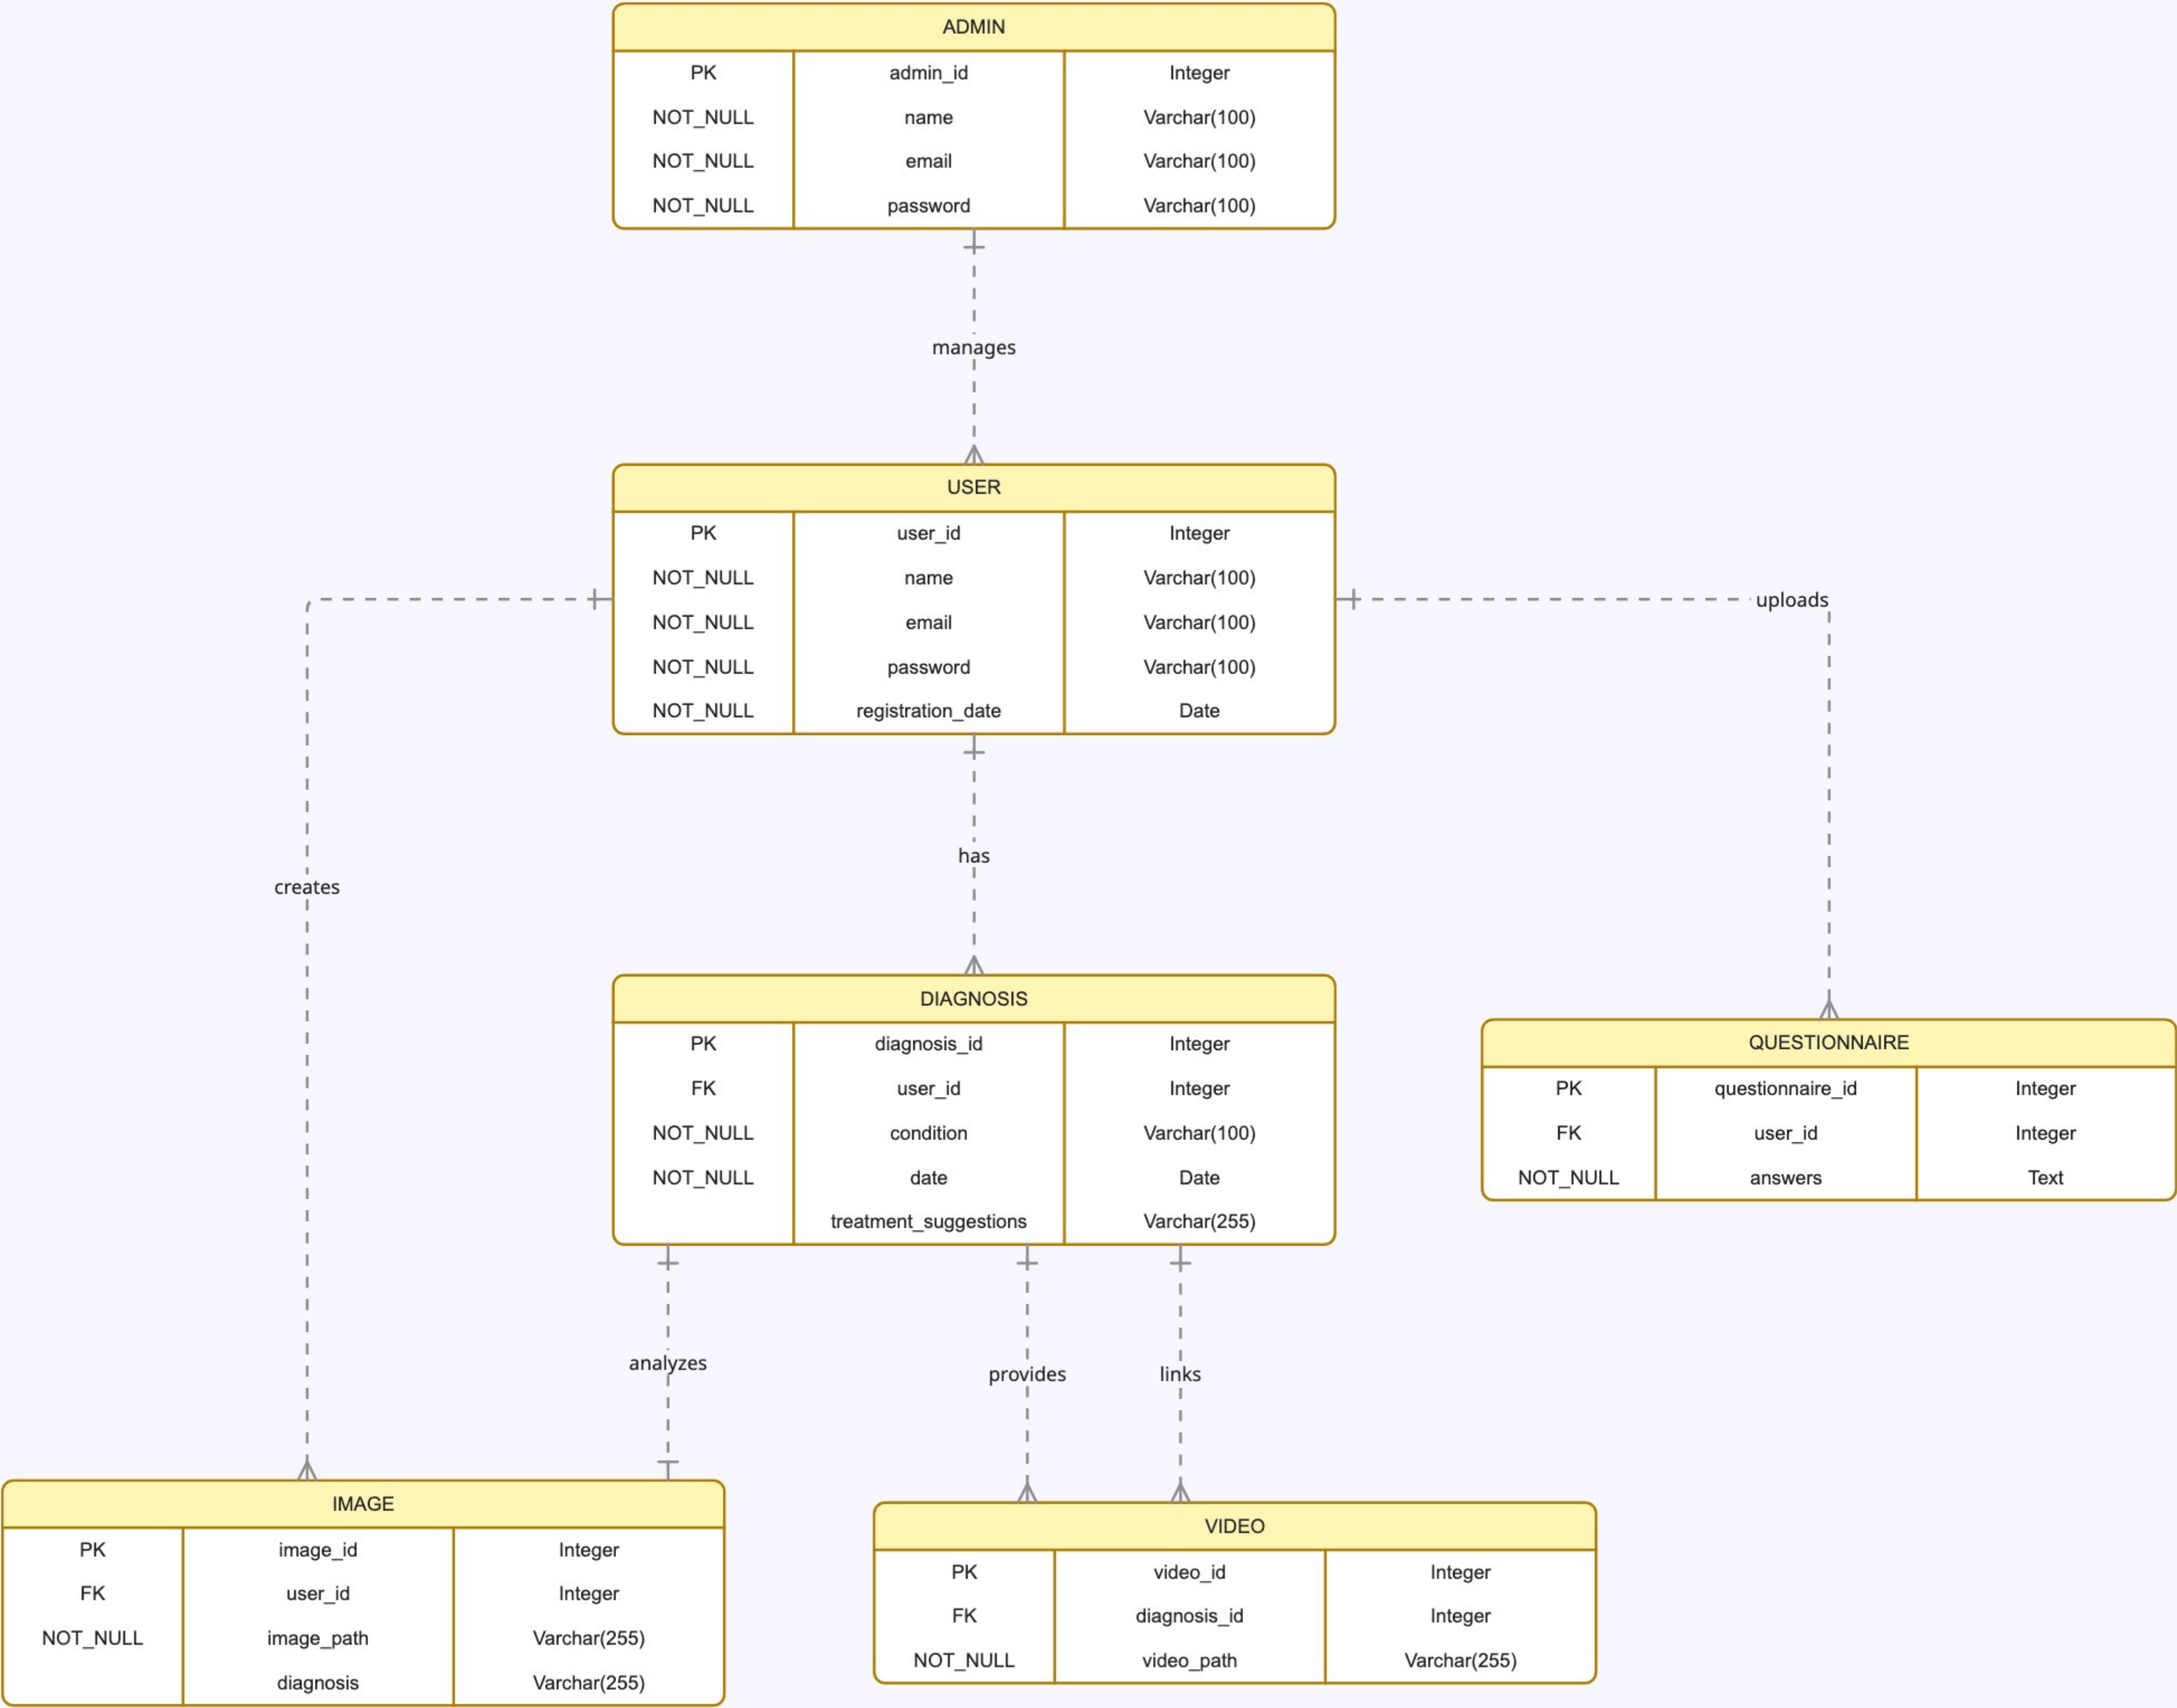 ADMIN
PK admin_id Integer
NOT_NULL name Varchar(100)
NOT_NULL email Varchar(100)
NOT_NULL password Varchar(100)
manages
USER
PK user_id Integer
NOT_NULL name Varchar(100)
NOT_NULL email Varchar(100)
NOT_NULL password Varchar(100)
NOT_NULL registration_date Date
uploads
has
creates
DIAGNOSIS
PK diagnosis_id Integer
FK user_id Integer
NOT_NULL condition Varchar(100)
NOT_NULL date Date
treatment_suggestions Varchar(255)
QUESTIONNAIRE
PK questionnaire_id Integer
FK user_id Integer
NOT_NULL answers Text
analyzes
provides
links
IMAGE
PK image_id Integer
FK user_id Integer
NOT_NULL image_path Varchar(255)
diagnosis Varchar(255)
VIDEO
PK video_id Integer
FK diagnosis_id Integer
NOT_NULL video_path Varchar(255)